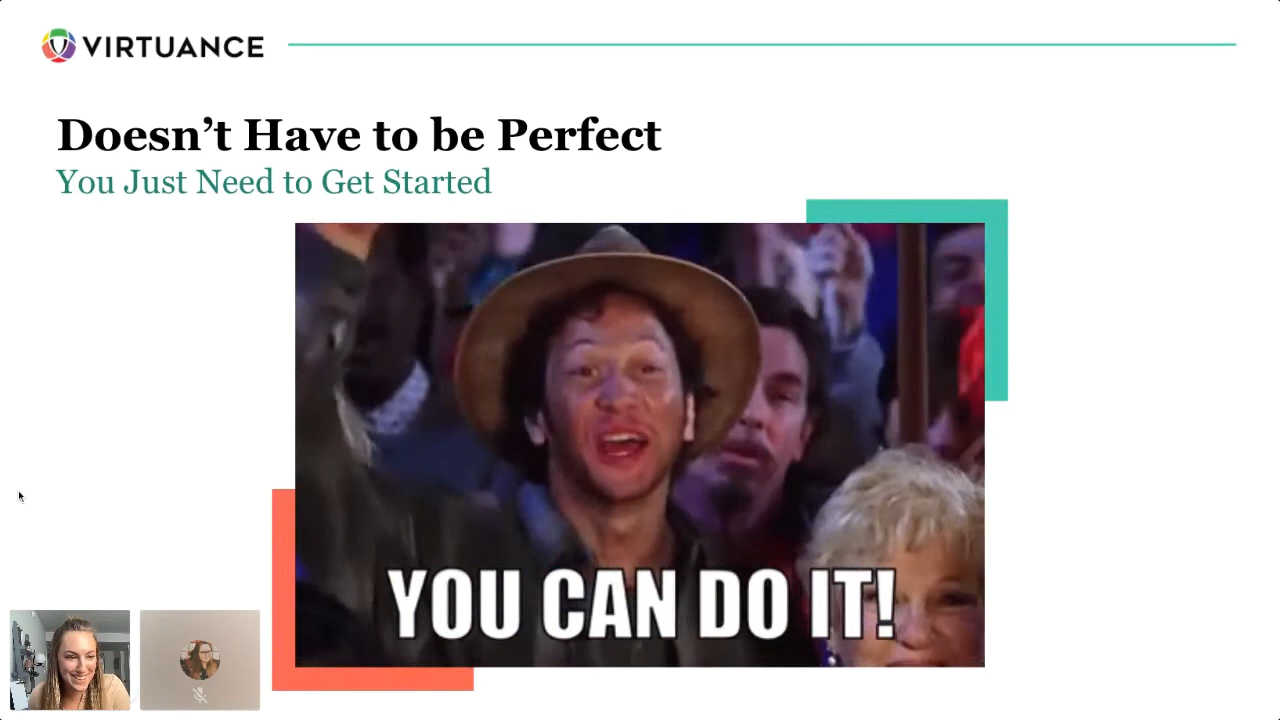 VIRTUANCE
Doesn’t Have to be Perfect
You Just Need to Get Started
YOU CAN DO IT!